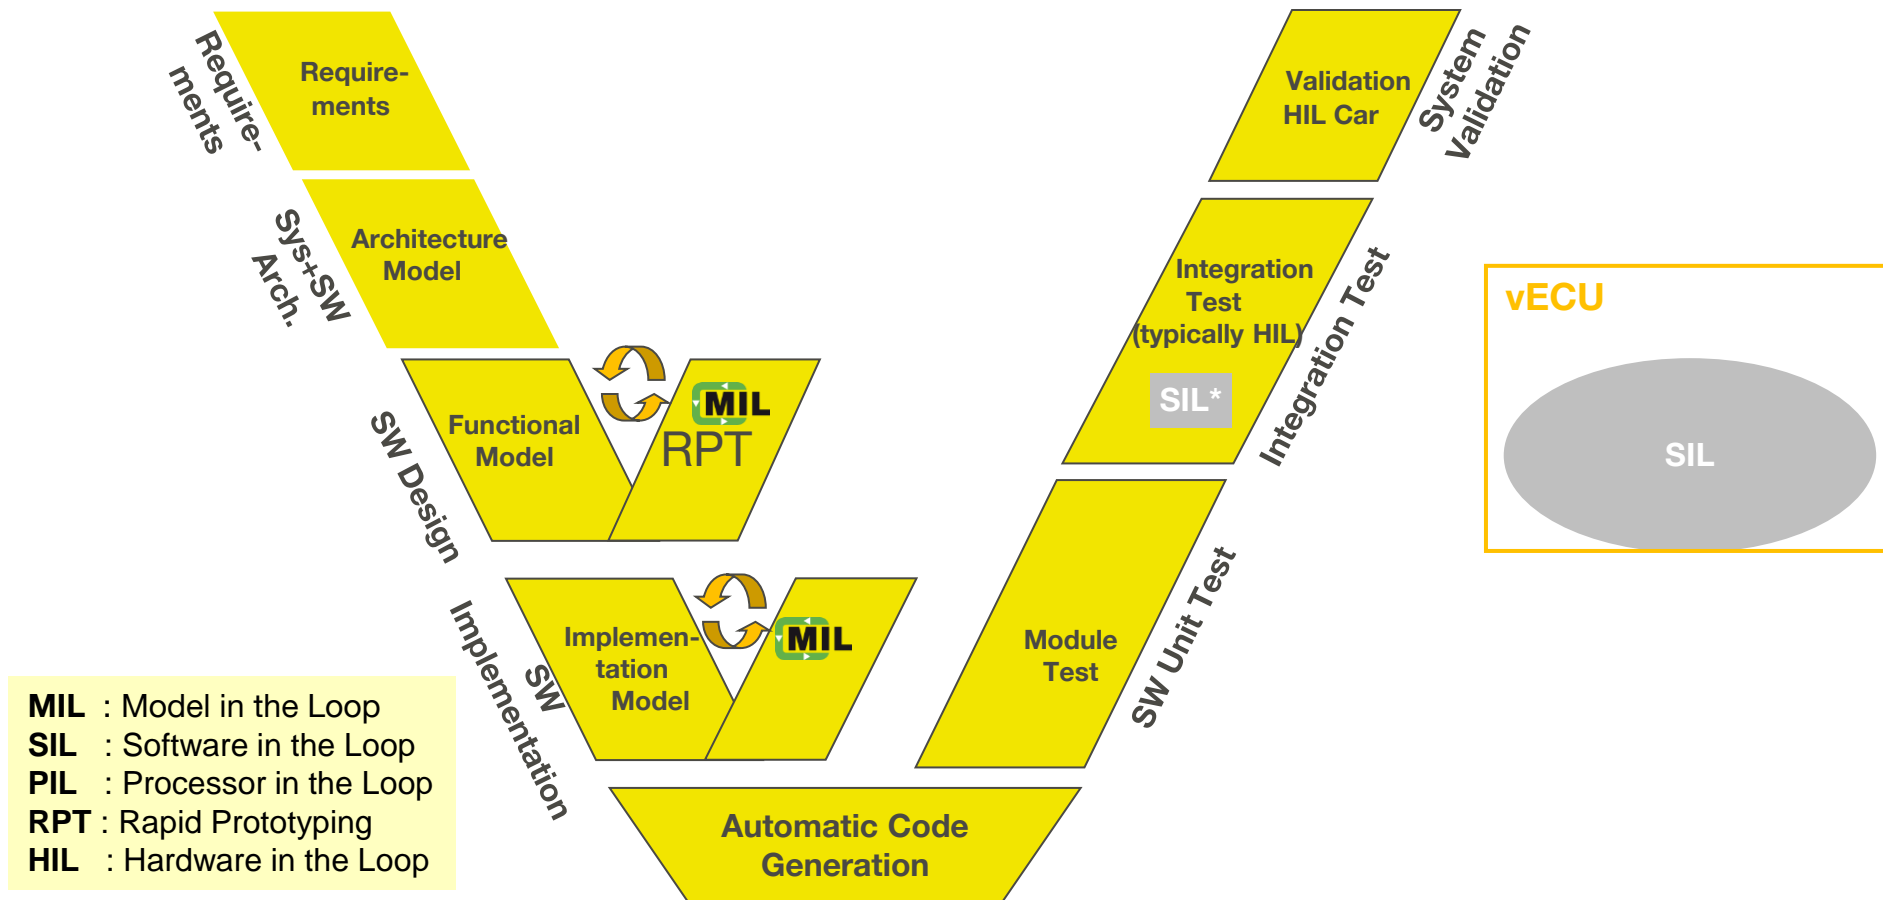 Require-
ments
Require-
ments
Architecture
Model
Sys+SW
Arch.
Functional
Model
MIL
RPT
SW Design
Implemen-
tation
Model
MIL
SW
Implementation
Automatic Code
Generation
Module
Test
SW Unit Test
Integration
Test
(typically HIL)
SIL*
Integration Test
Validation
HIL Car
System
Validation
vECU
SIL
MIL : Model in the Loop
SIL : Software in the Loop
PIL : Processor in the Loop
RPT : Rapid Prototyping
HIL : Hardware in the Loop